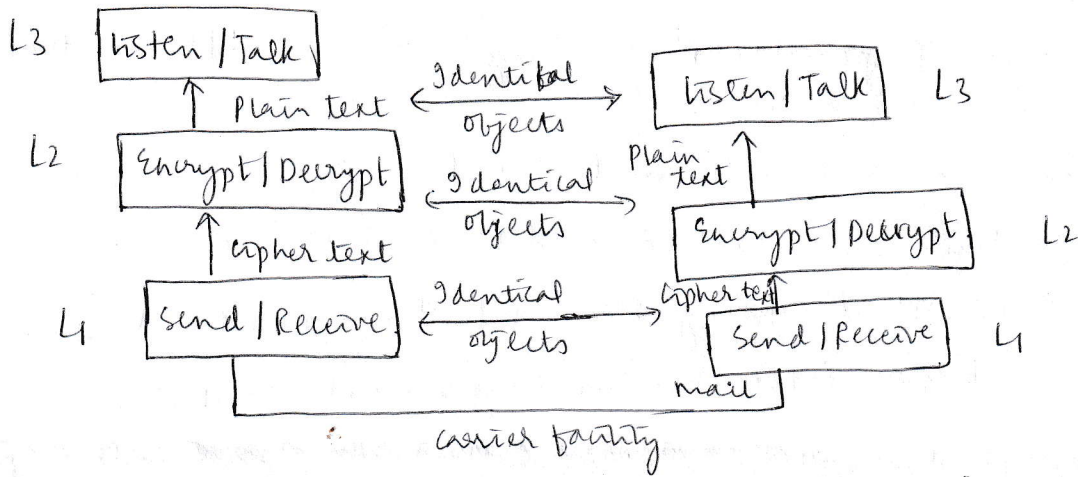 L3
Listen / Talk
Identical
objects
Listen / Talk
L3
Plain text
L2
Encrypt / Decrypt
Identical
objects
Plain
text
Encrypt / Decrypt
L2
Cipher text
L1
Send / Receive
Identical
objects
Cipher text
Send / Receive
L1
mail
carrier facility